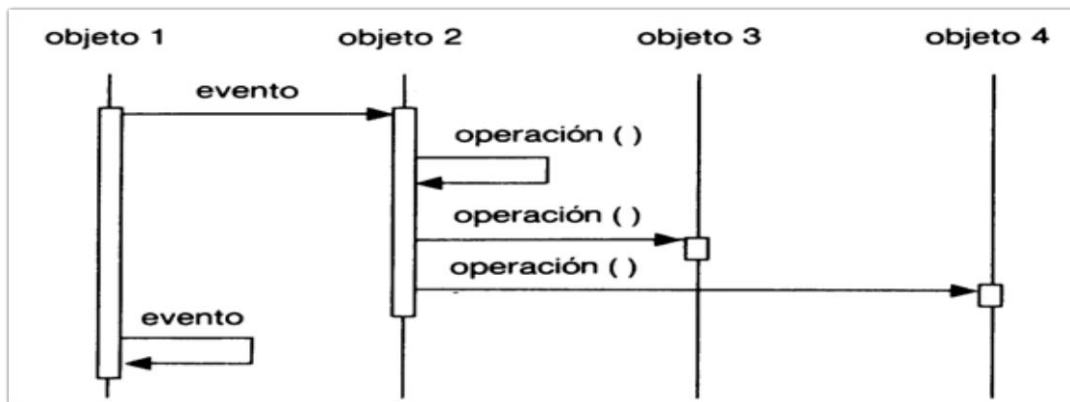 objeto 1
objeto 2
objeto 3
objeto 4
evento
operación ( )
operación ( )
operación ( )
evento